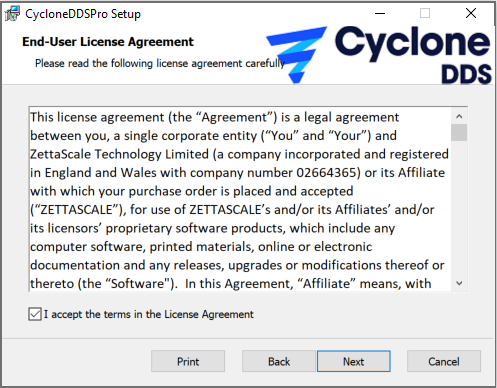 CycloneDDSPro Setup
End-User License Agreement
Please read the following license agreement carefully
Cyclone
DDS
This license agreement (the “Agreement”) is a legal agreement
between you, a single corporate entity (“You” and “Your”) and
ZettaScale Technology Limited (a company incorporated and registered
in England and Wales with company number 02664365) or its Affiliate
with which your purchase order is placed and accepted
(“ZETTASCALE”), for use of ZETTASCALE’s and/or its Affiliates’ and/or
its licensors’ proprietary software products, which include any
computer software, printed materials, online or electronic
documentation and any releases, upgrades or modifications thereof or
thereto (the “Software").  In this Agreement, “Affiliate” means, with
I accept the terms in the License Agreement
Print
Back
Next
Cancel